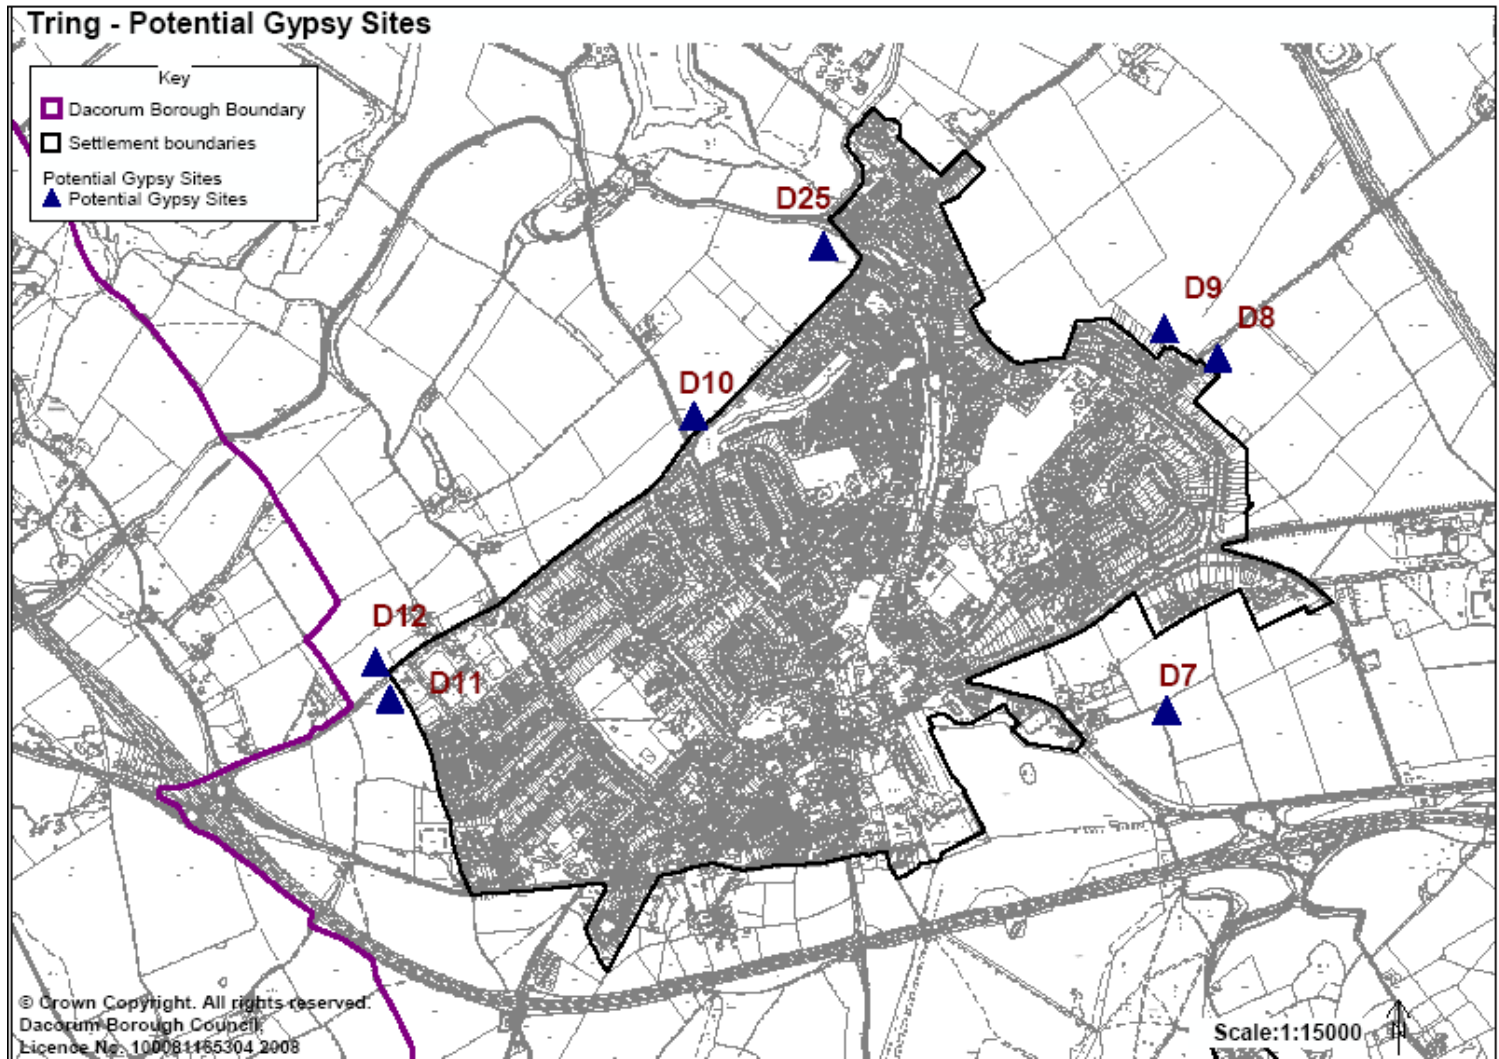 Tring - Potential Gypsy Sites
Key
Dacorum Borough Boundary
Settlement boundaries
Potential Gypsy Sites
Potential Gypsy Sites
D25
D9
D8
D10
D12
D11
D7
© Crown Copyright. All rights reserved.
Dacorum Borough Council,
Licence No. 100081165304 2008
Scale:1:15000
N